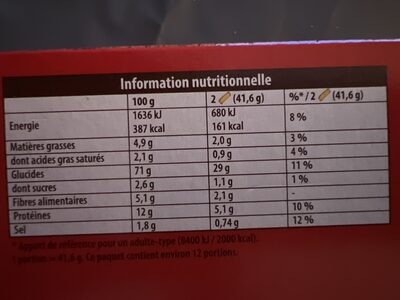 Information nutritionnelle
100 g 2 (41,6 g) %*/ 2 (41,6 g)
Energie 1636 kJ 680 kJ 8 %
387 kcal 161 kcal
Matières grasses 4,9 g 2,0 g 3 %
dont acides gras saturés 2,1 g 0,9 g 4 %
Glucides 71 g 29 g 11 %
dont sucres 2,6 g 1,1 g 1 %
Fibres alimentaires 5,1 g 2,1 g -
Protéines 12 g 5,1 g 10 %
Sel 1,8 g 0,74 g 12 %
* Apport de référence pour un adulte-type (8400 kJ / 2000 kcal).
1 portion = 41,6 g. Ce paquet contient environ 12 portions.